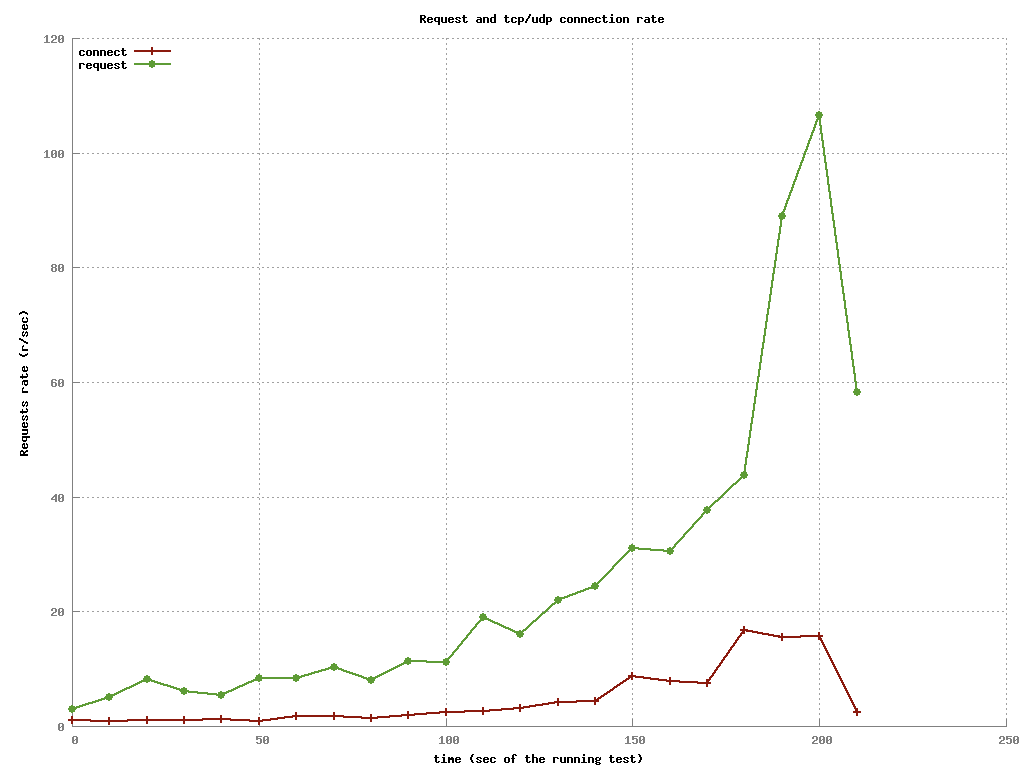 Request and tcp/udp connection rate
120
connect
request
100
80
60
40
20
0
Requests rate (r/sec)
0 50 100 150 200 250
time (sec of the running test)